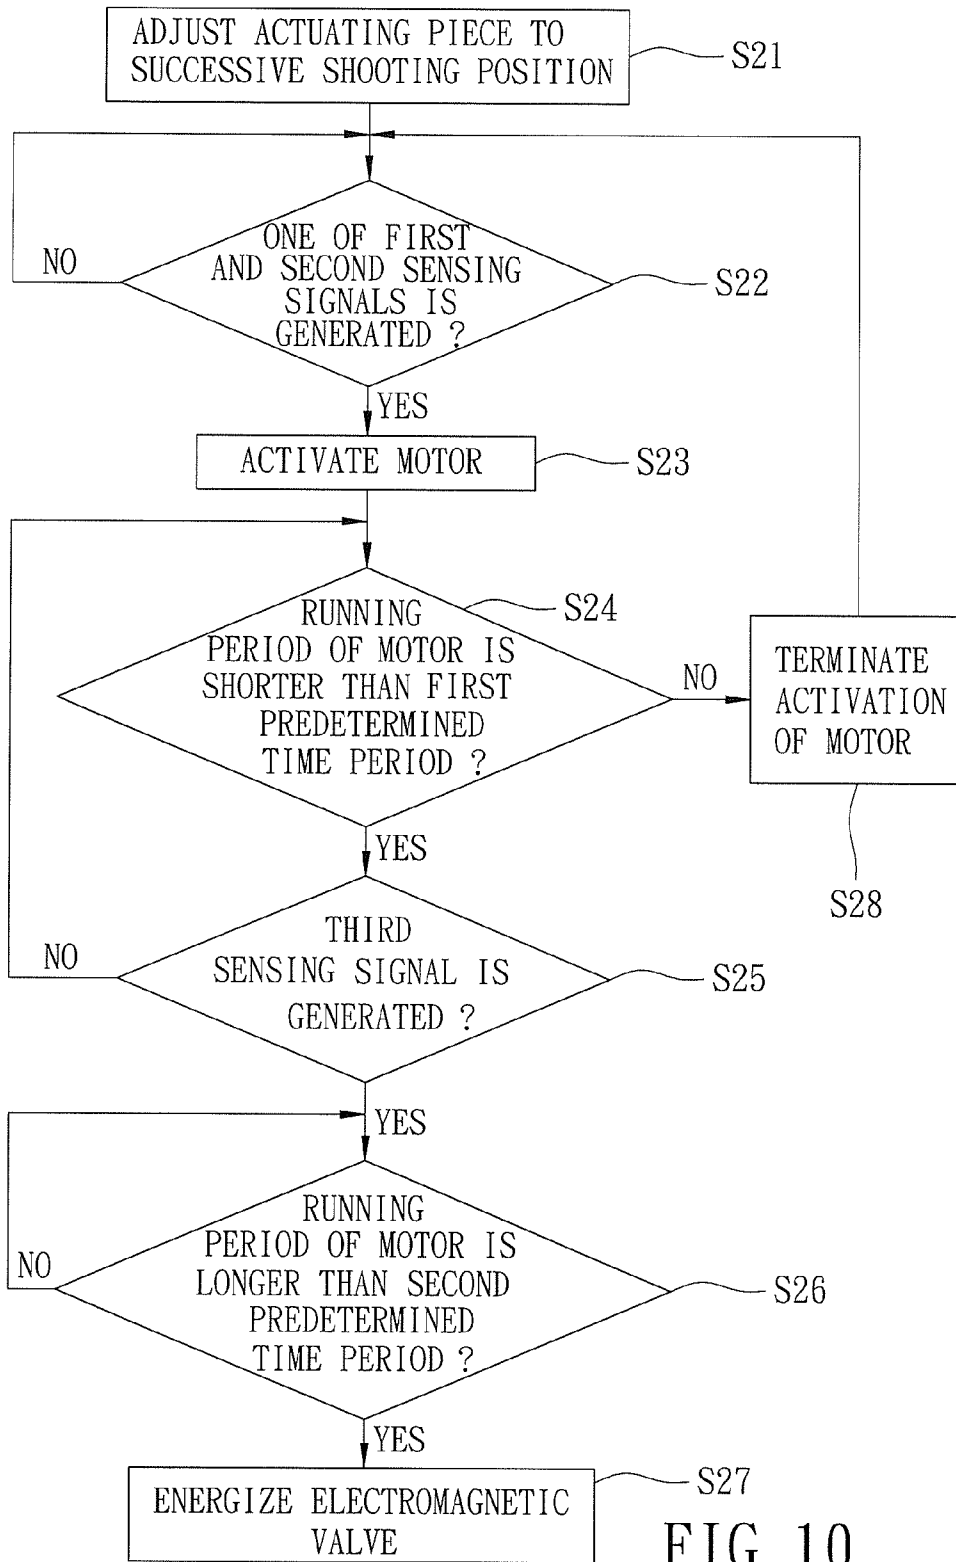 ADJUST ACTUATING PIECE TO
SUCCESSIVE SHOOTING POSITION
S21
ONE OF FIRST
AND SECOND SENSING
SIGNALS IS
GENERATED ?
NO
S22
YES
ACTIVATE MOTOR
S23
RUNNING
PERIOD OF MOTOR IS
SHORTER THAN FIRST
PREDETERMINED
TIME PERIOD ?
S24
NO
TERMINATE
ACTIVATION
OF MOTOR
S28
YES
THIRD
SENSING SIGNAL IS
GENERATED ?
NO
S25
YES
RUNNING
PERIOD OF MOTOR IS
LONGER THAN SECOND
PREDETERMINED
TIME PERIOD ?
NO
S26
YES
ENERGIZE ELECTROMAGNETIC
VALVE
S27
FIG. 10